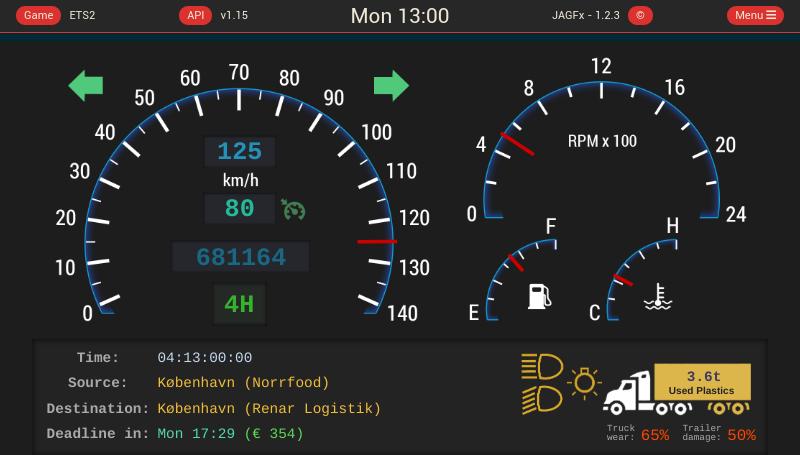 Game ETS2 API v1.15 Mon 13:00 JAGFx - 1.2.3 © Menu
0 10 20 30 40 50 60 70 80 90 100 110 120 130 140
125
km/h
80
681164
4H
0 4 8 12 16 20 24
RPM x 100
E F
C H
Time: 04:13:00:00
Source: København (Norrfood)
Destination: København (Renar Logistik)
Deadline in: Mon 17:29 (€ 354)
3.6t
Used Plastics
Truck wear: 65%
Trailer damage: 50%